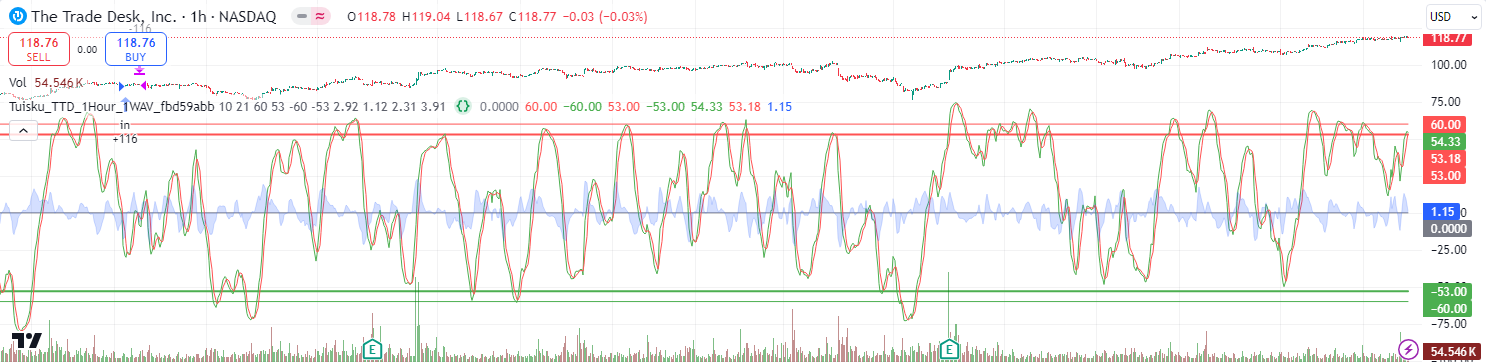 The Trade Desk, Inc. · 1h · NASDAQ O118.78 H119.04 L118.67 C118.77 −0.03 (−0.03%)
USD
-116
118.76 SELL
0.00
118.76 BUY
118.77
Vol 54.546K
100.00
Tuisku_TTD_1Hour_1WAV_fbd59abb 10 21 60 53 -60 -53 2.92 1.12 2.31 3.91 0.0000 60.00 −60.00 53.00 −53.00 54.33 53.18 1.15
75.00
in
+116
60.00
54.33
53.18
53.00
1.15
0.0000
−25.00
−53.00
−60.00
−75.00
E
E
54.546K